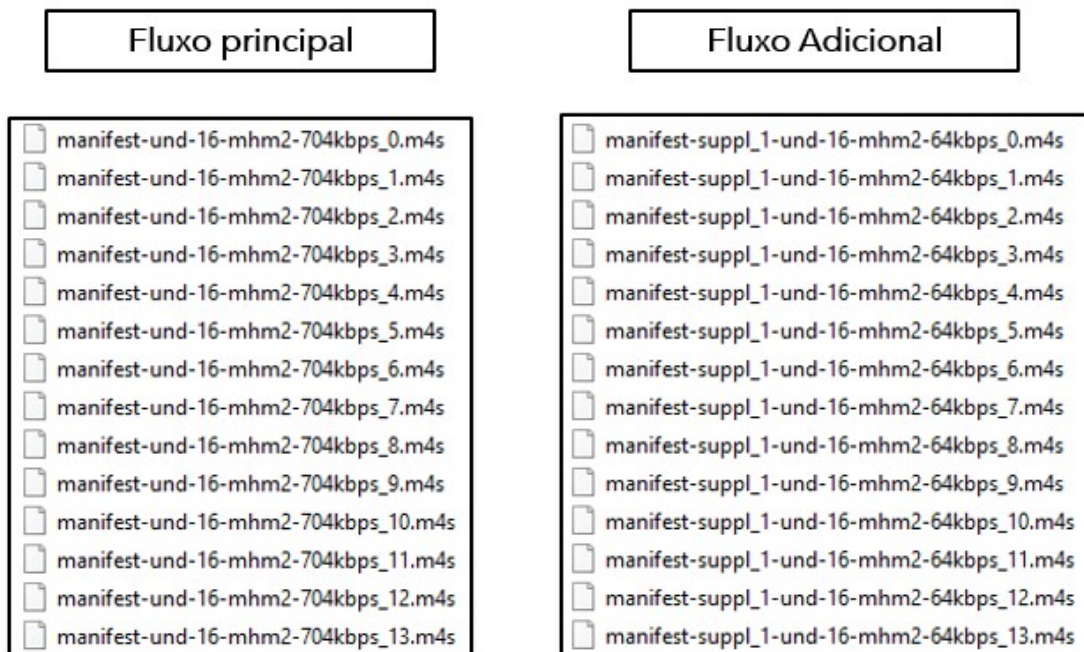 Fluxo principal
manifest-und-16-mhm2-704kbps_0.m4s
manifest-und-16-mhm2-704kbps_1.m4s
manifest-und-16-mhm2-704kbps_2.m4s
manifest-und-16-mhm2-704kbps_3.m4s
manifest-und-16-mhm2-704kbps_4.m4s
manifest-und-16-mhm2-704kbps_5.m4s
manifest-und-16-mhm2-704kbps_6.m4s
manifest-und-16-mhm2-704kbps_7.m4s
manifest-und-16-mhm2-704kbps_8.m4s
manifest-und-16-mhm2-704kbps_9.m4s
manifest-und-16-mhm2-704kbps_10.m4s
manifest-und-16-mhm2-704kbps_11.m4s
manifest-und-16-mhm2-704kbps_12.m4s
manifest-und-16-mhm2-704kbps_13.m4s
Fluxo Adicional
manifest-suppl_1-und-16-mhm2-64kbps_0.m4s
manifest-suppl_1-und-16-mhm2-64kbps_1.m4s
manifest-suppl_1-und-16-mhm2-64kbps_2.m4s
manifest-suppl_1-und-16-mhm2-64kbps_3.m4s
manifest-suppl_1-und-16-mhm2-64kbps_4.m4s
manifest-suppl_1-und-16-mhm2-64kbps_5.m4s
manifest-suppl_1-und-16-mhm2-64kbps_6.m4s
manifest-suppl_1-und-16-mhm2-64kbps_7.m4s
manifest-suppl_1-und-16-mhm2-64kbps_8.m4s
manifest-suppl_1-und-16-mhm2-64kbps_9.m4s
manifest-suppl_1-und-16-mhm2-64kbps_10.m4s
manifest-suppl_1-und-16-mhm2-64kbps_11.m4s
manifest-suppl_1-und-16-mhm2-64kbps_12.m4s
manifest-suppl_1-und-16-mhm2-64kbps_13.m4s